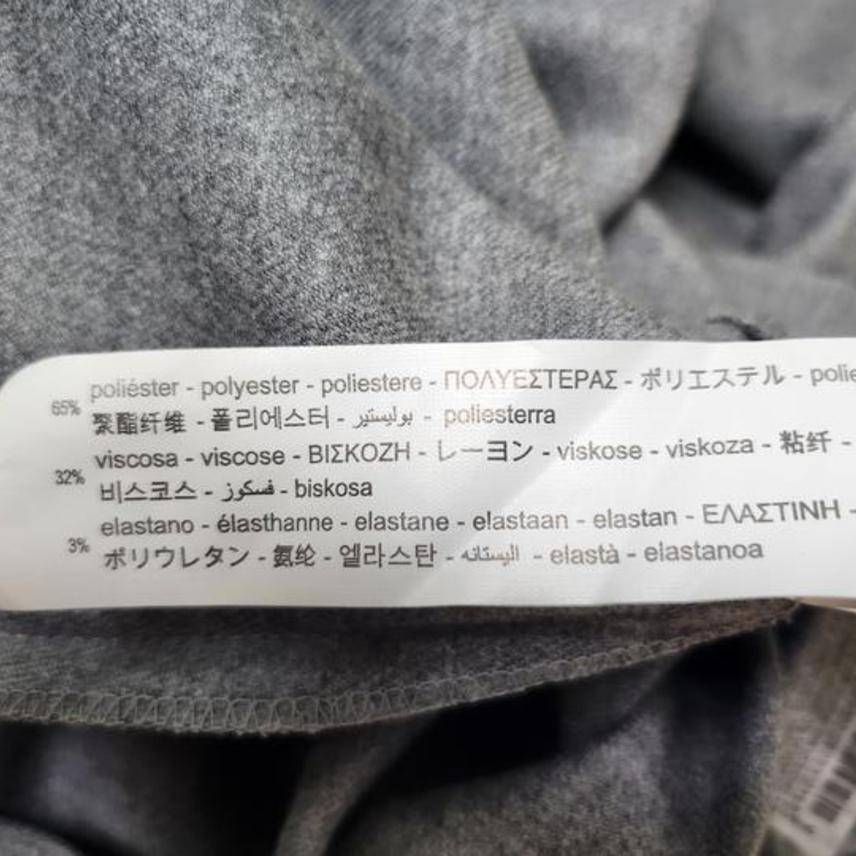 65% poliéster - polyester - poliestere - ΠΟΛΥΕΣΤΕΡΑΣ - ポリエステル - polie
聚酯纤维 - 폴리에스터 - بوليستير - poliesterra
32% viscosa - viscose - ΒΙΣΚΟΖΗ - レーヨン - viskose - viskoza - 粘纤 -
비스코스 - فسكوز - biskosa
3% elastano - élasthanne - elastane - elastaan - elastan - ΕΛΑΣΤΙΝΗ -
ポリウレタン - 氨纶 - 엘라스탄 - اليستانه - elastà - elastanoa